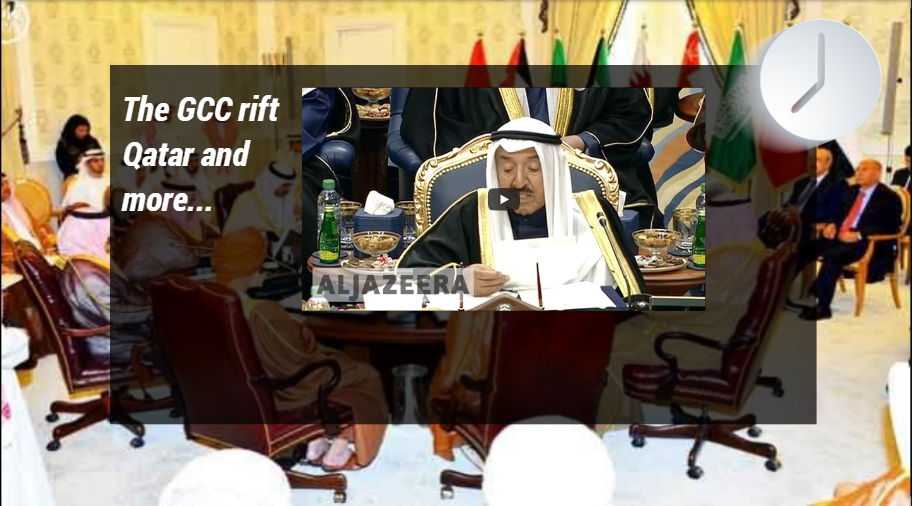 The GCC rift
Qatar and
more...
ALJAZEERA